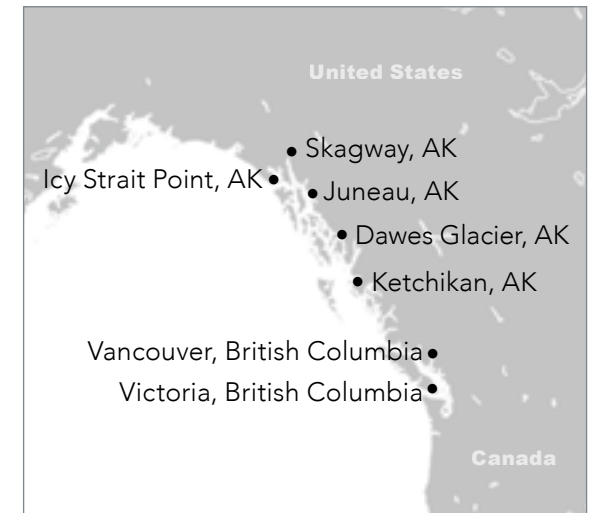 United States
Skagway, AK
Icy Strait Point, AK
Juneau, AK
Dawes Glacier, AK
Ketchikan, AK
Vancouver, British Columbia
Victoria, British Columbia
Canada